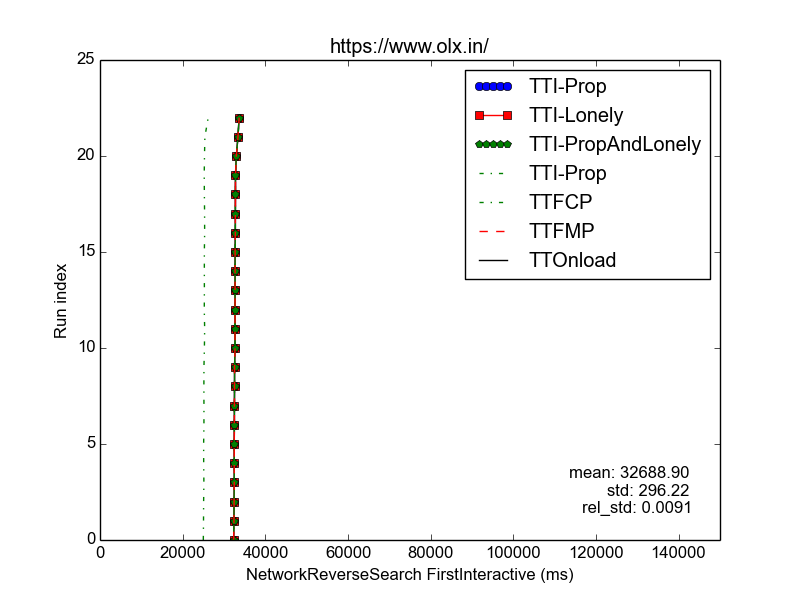 https://www.olx.in/
25
20
15
10
5
0
Run index
TTI-Prop
TTI-Lonely
TTI-PropAndLonely
TTI-Prop
TTFCP
TTFMP
TTOnload
mean: 32688.90
std: 296.22
rel_std: 0.0091
0 20000 40000 60000 80000 100000 120000 140000
NetworkReverseSearch FirstInteractive (ms)